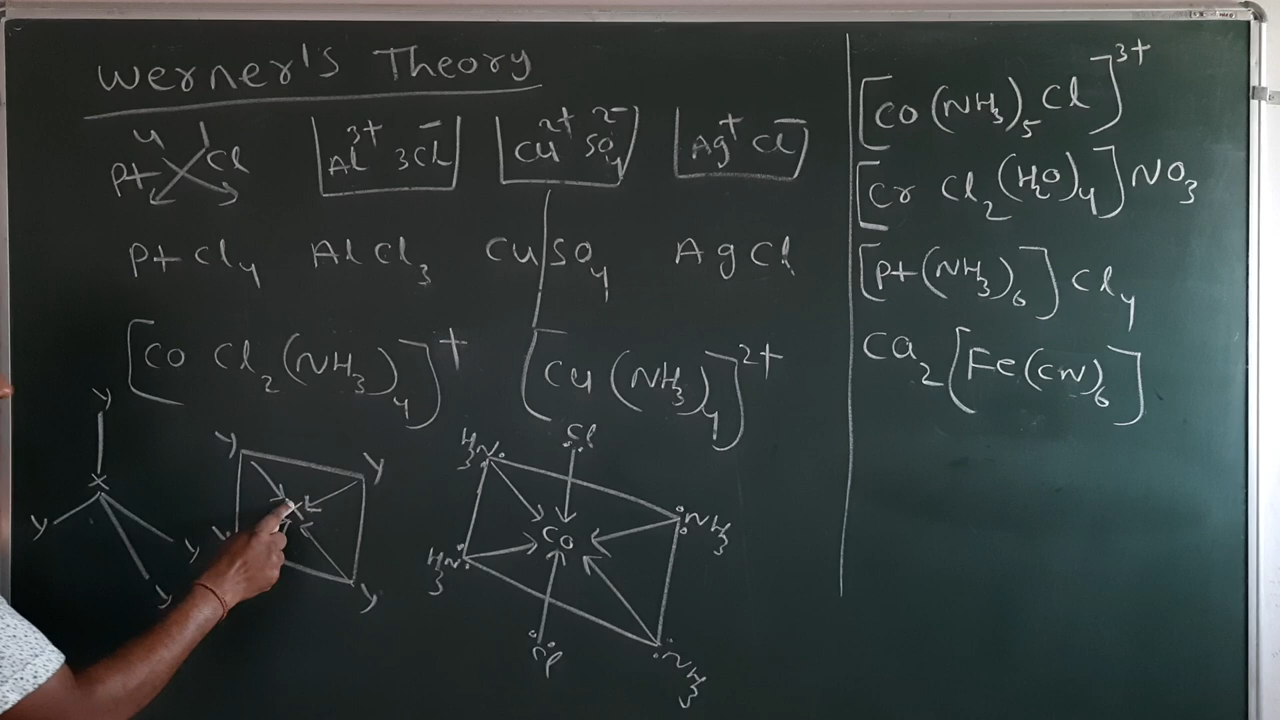 Werner's Theory
4 1
Pt Cl
Al³⁺ 3Cl⁻
Cu²⁺ SO₄²⁻
Ag⁺ Cl⁻
PtCl₄ AlCl₃ CuSO₄ AgCl
[CO Cl₂(NH₃)₄]⁺ [Cu(NH₃)₄]²⁺
y
x
y y
y
y y
x
y
Cl
H₃N NH₃
CO
H₃N NH₃
[CO(NH₃)₅Cl]³⁺
[Cr Cl₂(H₂O)₄]NO₃
[Pt(NH₃)₆]Cl₄
Ca₂[Fe(CN)₆]